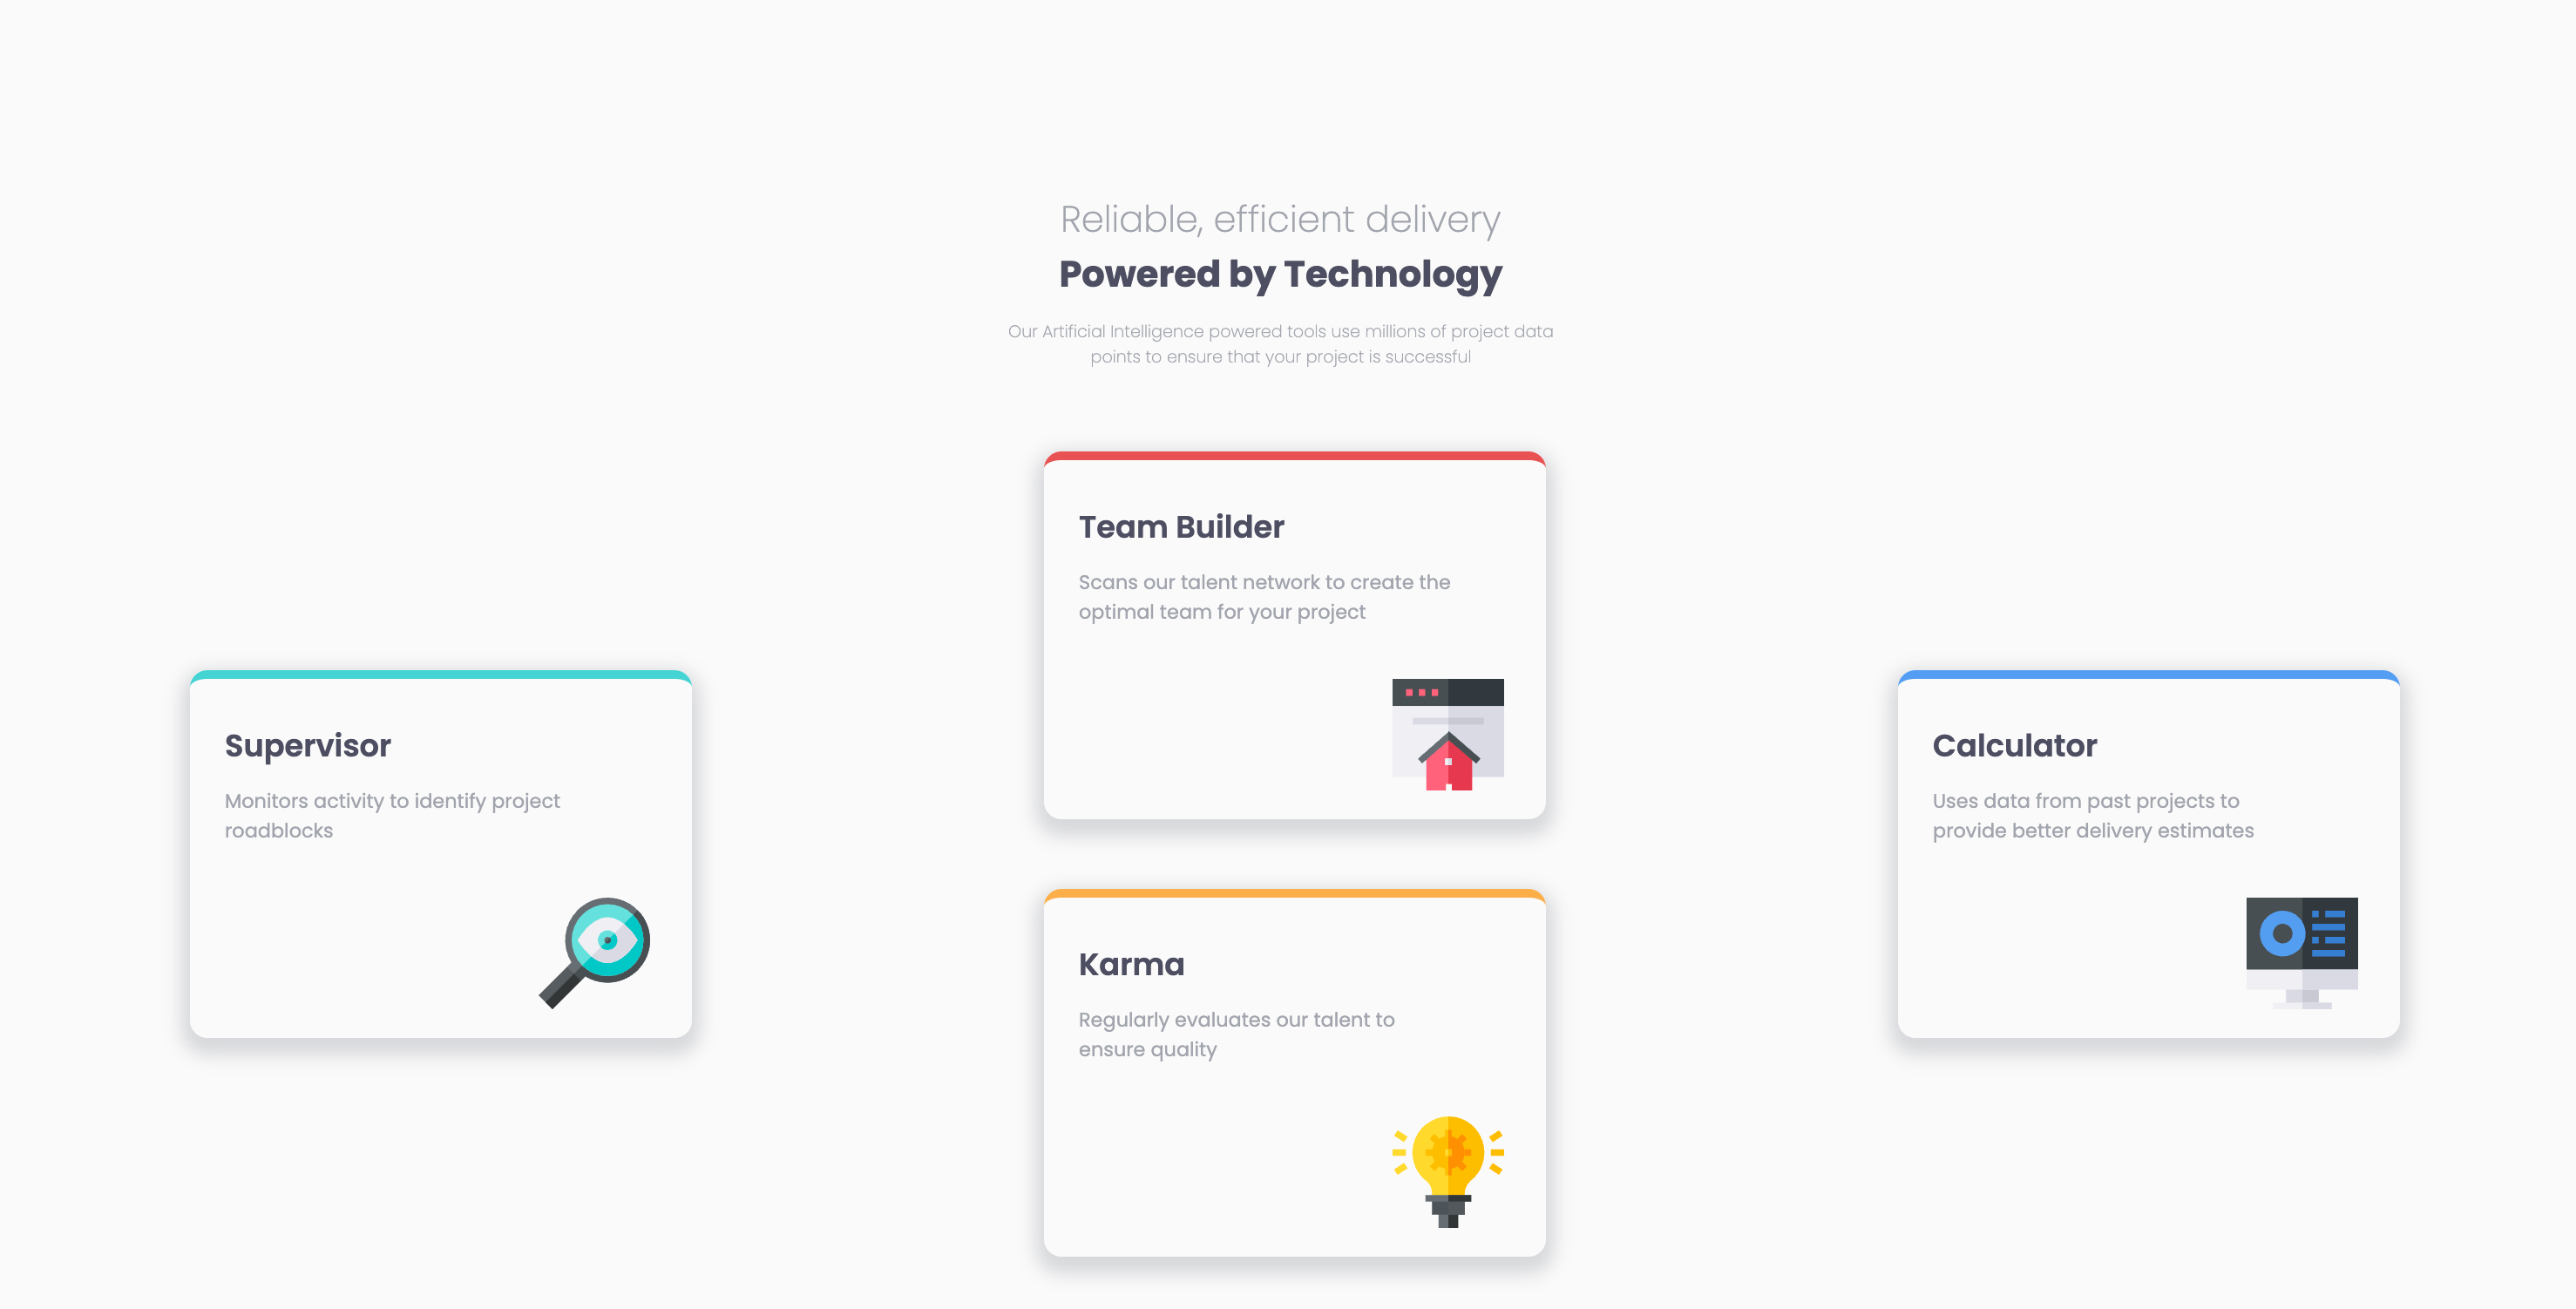 Reliable, efficient delivery
Powered by Technology
Our Artificial Intelligence powered tools use millions of project data
points to ensure that your project is successful
Supervisor
Monitors activity to identify project
roadblocks
Team Builder
Scans our talent network to create the
optimal team for your project
Karma
Regularly evaluates our talent to
ensure quality
Calculator
Uses data from past projects to
provide better delivery estimates